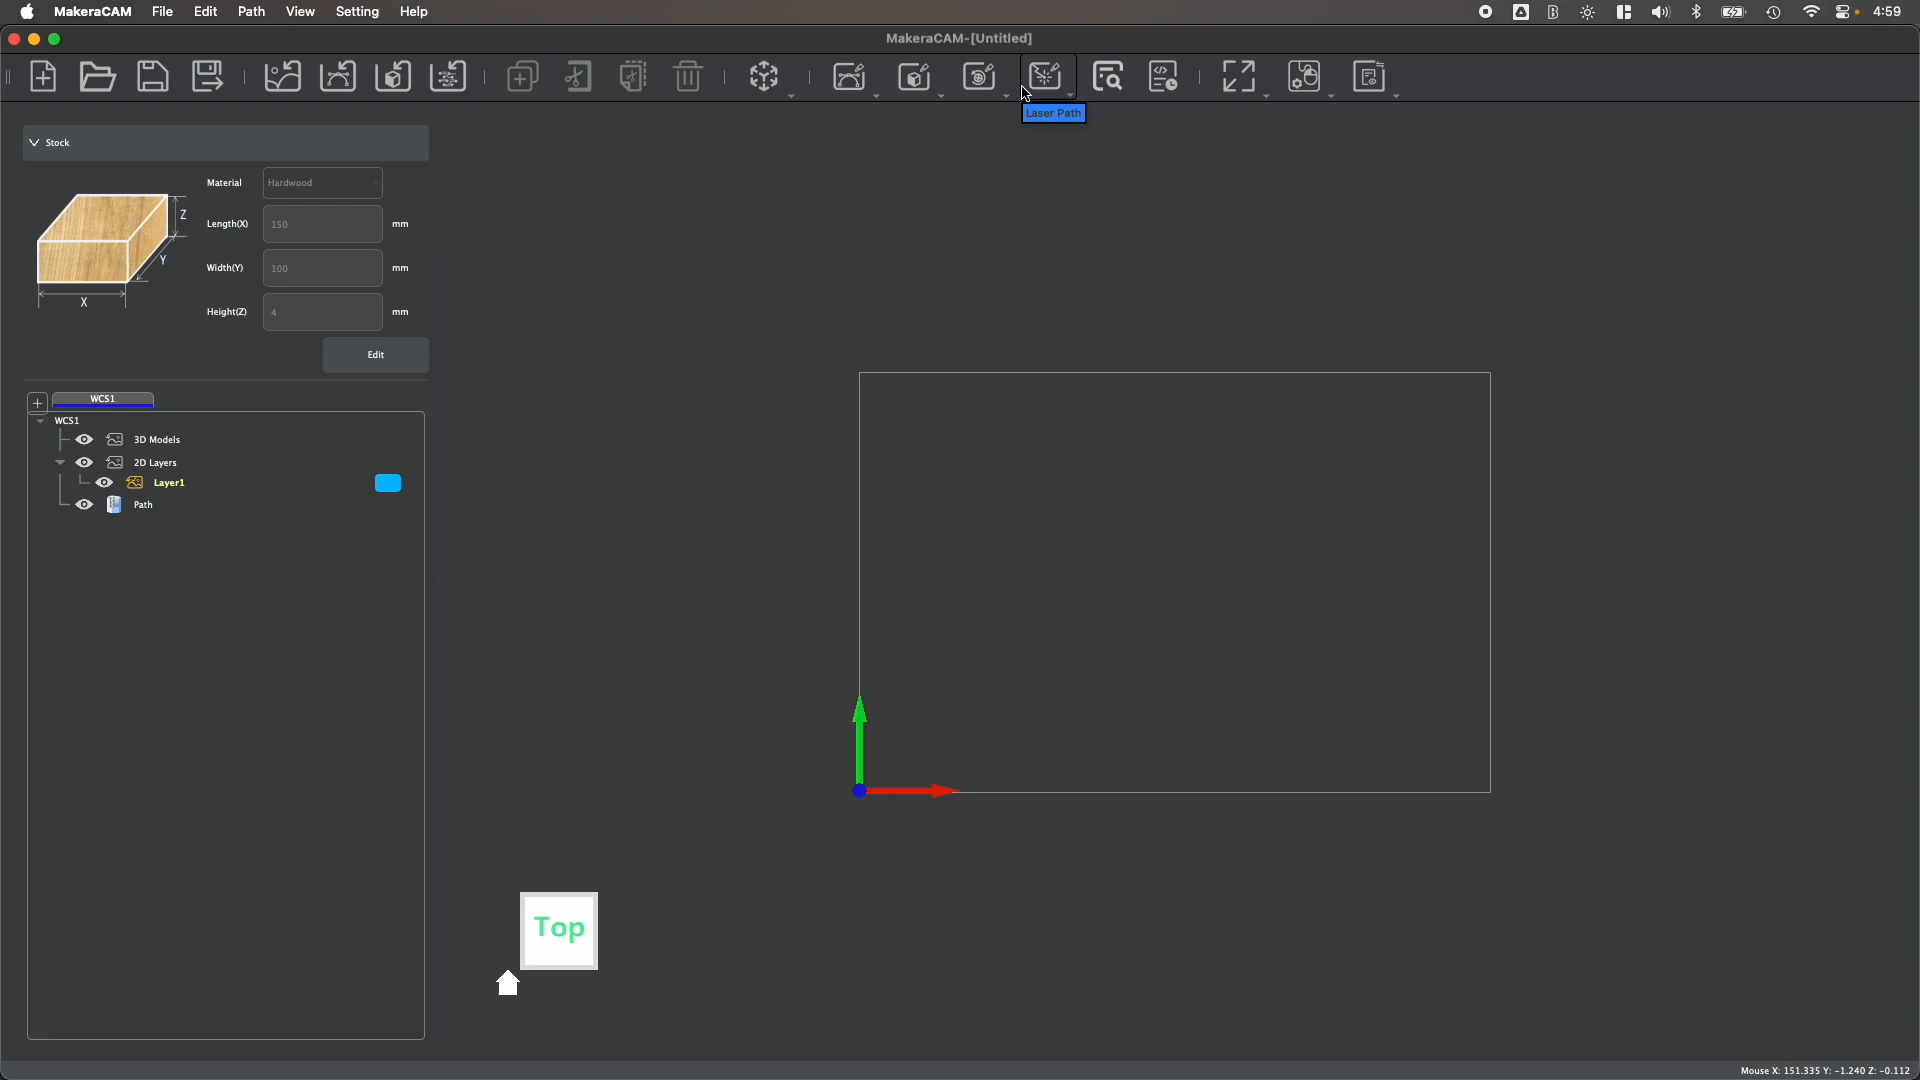 MakeraCAM File Edit Path View Setting Help 4:59
MakeraCAM-[Untitled]
Laser Path
Stock
Material Hardwood
Length(X) 150 mm
Width(Y) 100 mm
Height(Z) 4 mm
Z
Y
X
Edit
+ WCS1
WCS1
3D Models
2D Layers
Layer1
Path
Top
Mouse X: 151.335 Y: -1.240 Z: -0.112